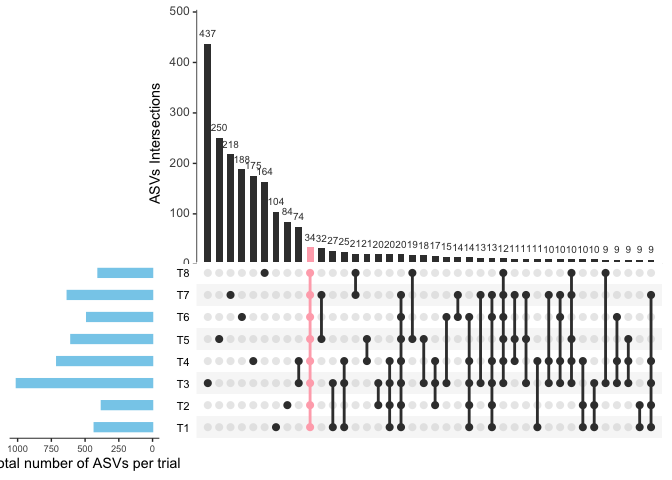 500
437
400
ASVs Intersections
300
250
218
200
188
175
164
104
100
84
74
34 32 27 25 21 21 20 20 20 19 18 17 15 14 14 13 13 12 11 11 11 10 10 10 10 10 9 9 9 9 9
0
T8
T7
T6
T5
T4
T3
T2
T1
1000 750 500 250 0
otal number of ASVs per trial